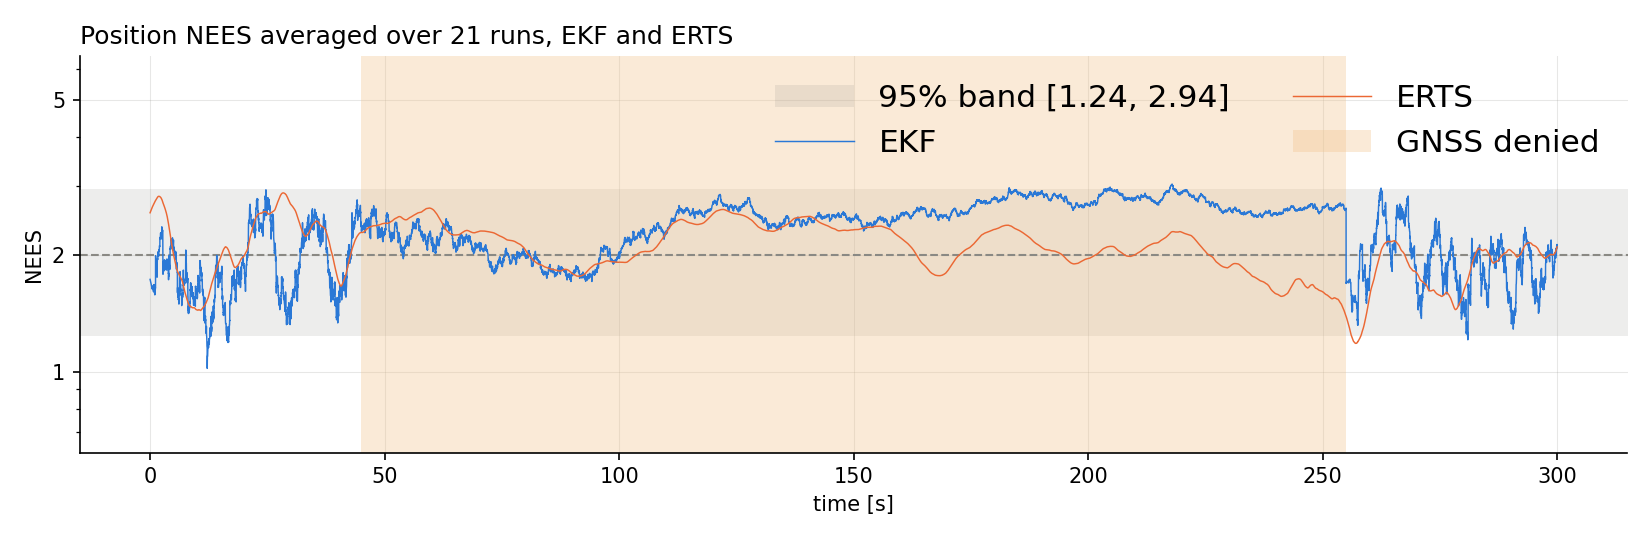 Position NEES averaged over 21 runs, EKF and ERTS
95% band [1.24, 2.94]
EKF
ERTS
GNSS denied
NEES
5
2
1
0
50
100
150
200
250
300
time [s]